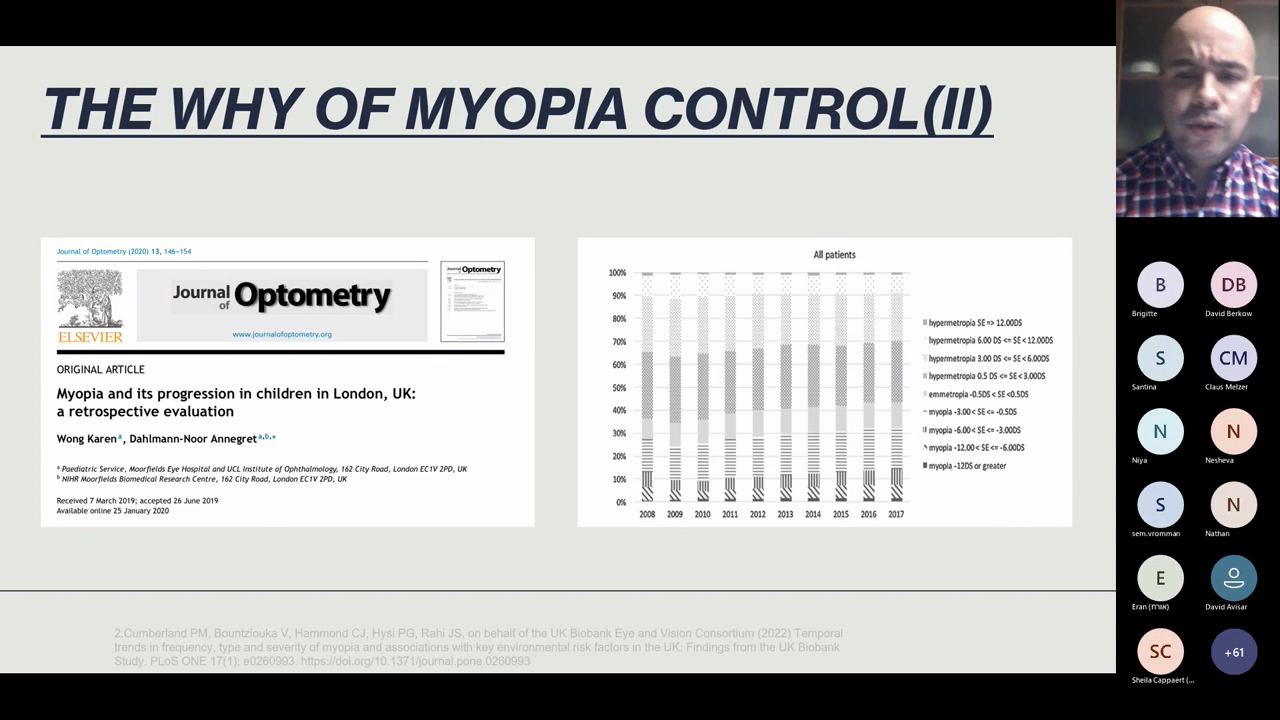 THE WHY OF MYOPIA CONTROL(II)
Journal of Optometry (2020) 13, 146–154
Journal
of Optometry
www.journalofoptometry.org
ELSEVIER
Journal of Optometry
ORIGINAL ARTICLE
Myopia and its progression in children in London, UK:
a retrospective evaluation
Wong Karen a, Dahlmann-Noor Annegret a,b,*
a Paediatric Service, Moorfields Eye Hospital and UCL Institute of Ophthalmology, 162 City Road, London EC1V 2PD, UK
b NIHR Moorfields Biomedical Research Centre, 162 City Road, London EC1V 2PD, UK
Received 7 March 2019; accepted 26 June 2019
Available online 25 January 2020
All patients
100%
90%
80%
70%
60%
50%
40%
30%
20%
10%
0%
2008 2009 2010 2011 2012 2013 2014 2015 2016 2017
hypermetropia SE => 12.00DS
hypermetropia 6.00 DS <= SE < 12.00DS
hypermetropia 3.00 DS <= SE < 6.00DS
hypermetropia 0.5 DS <= SE < 3.00DS
emmetropia -0.5DS < SE <0.5DS
myopia -3.00 < SE <= -0.5DS
myopia -6.00 < SE <= -3.00DS
myopia -12.00 < SE <= -6.00DS
myopia -12DS or greater
2.Cumberland PM, Bountziouka V, Hammond CJ, Hysi PG, Rahi JS, on behalf of the UK Biobank Eye and Vision Consortium (2022) Temporal
trends in frequency, type and severity of myopia and associations with key environmental risk factors in the UK: Findings from the UK Biobank
Study. PLoS ONE 17(1): e0260993. https://doi.org/10.1371/journal.pone.0260993
B
Brigitte
DB
David Berkow
S
Santina
CM
Claus Melzer
N
Niya
N
Nesheva
S
sem.vromman
N
Nathan
E
Eran (אורח)
David Avisar
SC
Sheila Cappaert (...
+61